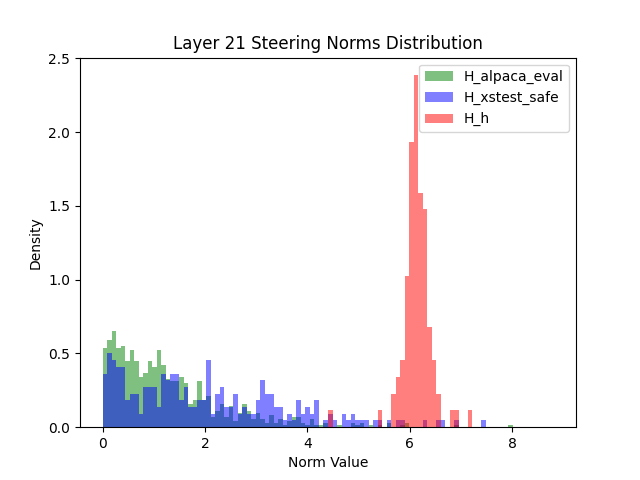 Layer 21 Steering Norms Distribution
H_alpaca_eval
H_xstest_safe
H_h
Density
2.5
2.0
1.5
1.0
0.5
0.0
0 2 4 6 8
Norm Value